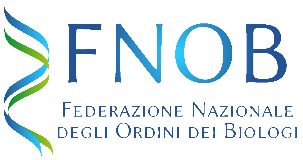 FNOB
Federazione Nazionale
degli Ordini dei Biologi